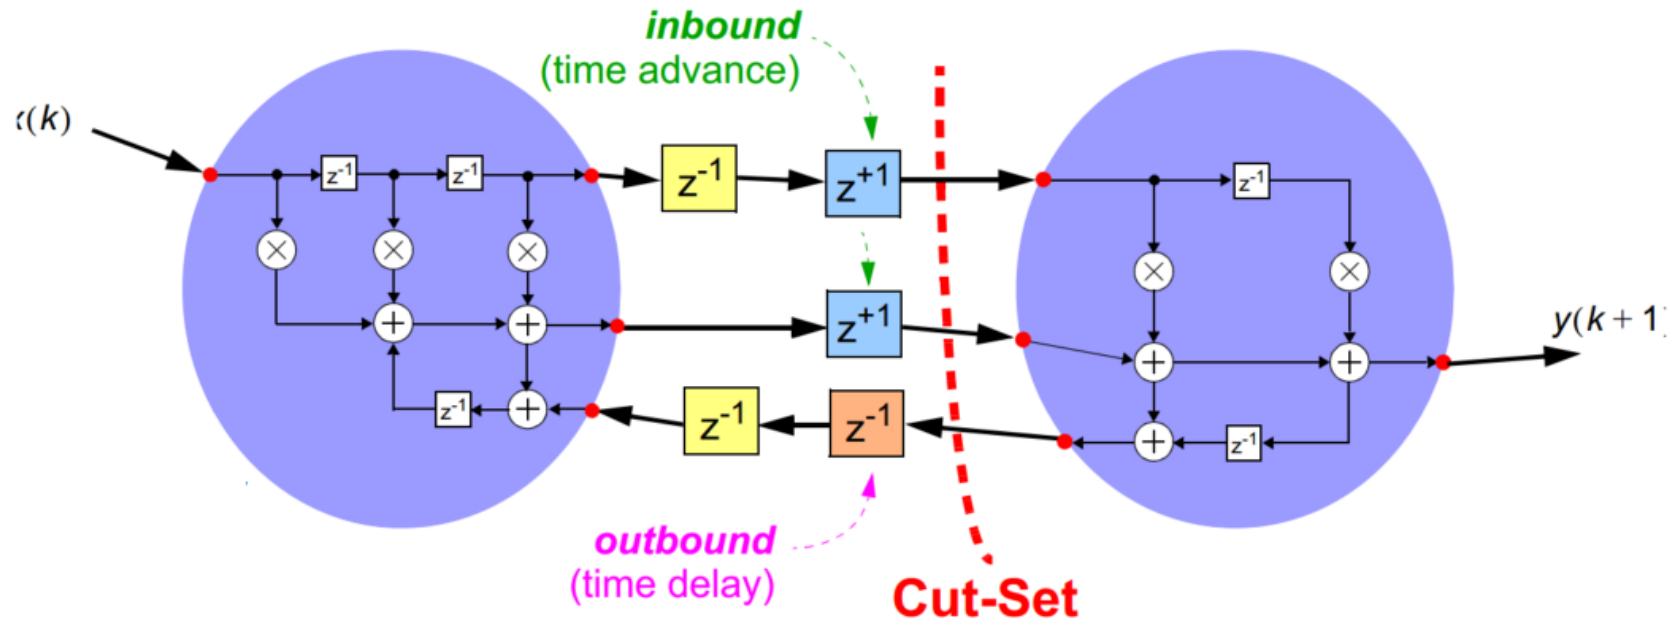 inbound
(time advance)
x(k)
z-1
z-1
z-1
z+1
z-1
z+1
y(k + 1)
z-1
z-1
z-1
z-1
outbound
(time delay)
Cut-Set